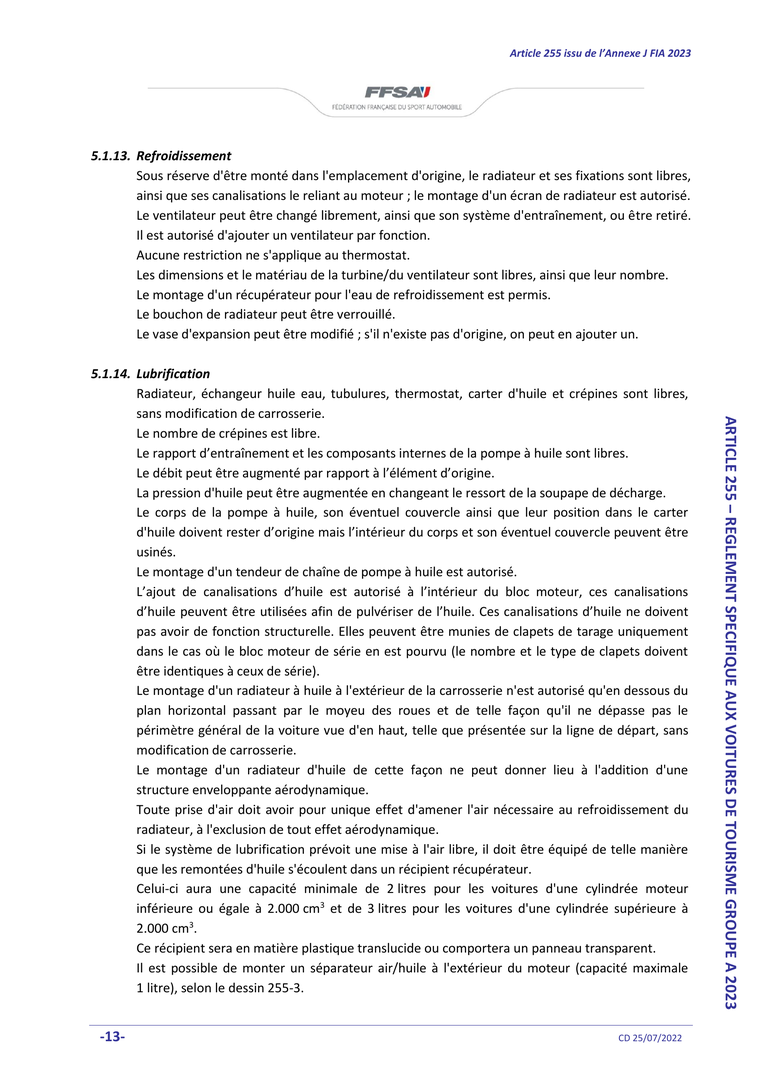 Article 255 issu de l'Annexe J FIA 2023
FFSA
FÉDÉRATION FRANÇAISE DU SPORT AUTOMOBILE
5.1.13. Refroidissement
Sous réserve d'être monté dans l'emplacement d'origine, le radiateur et ses fixations sont libres,
ainsi que ses canalisations le reliant au moteur ; le montage d'un écran de radiateur est autorisé.
Le ventilateur peut être changé librement, ainsi que son système d'entraînement, ou être retiré.
Il est autorisé d'ajouter un ventilateur par fonction.
Aucune restriction ne s'applique au thermostat.
Les dimensions et le matériau de la turbine/du ventilateur sont libres, ainsi que leur nombre.
Le montage d'un récupérateur pour l'eau de refroidissement est permis.
Le bouchon de radiateur peut être verrouillé.
Le vase d'expansion peut être modifié ; s'il n'existe pas d'origine, on peut en ajouter un.
5.1.14. Lubrification
Radiateur, échangeur huile eau, tubulures, thermostat, carter d'huile et crépines sont libres,
sans modification de carrosserie.
Le nombre de crépines est libre.
Le rapport d’entraînement et les composants internes de la pompe à huile sont libres.
Le débit peut être augmenté par rapport à l’élément d’origine.
La pression d'huile peut être augmentée en changeant le ressort de la soupape de décharge.
Le corps de la pompe à huile, son éventuel couvercle ainsi que leur position dans le carter
d'huile doivent rester d’origine mais l’intérieur du corps et son éventuel couvercle peuvent être
usinés.
Le montage d'un tendeur de chaîne de pompe à huile est autorisé.
L’ajout de canalisations d’huile est autorisé à l’intérieur du bloc moteur, ces canalisations
d’huile peuvent être utilisées afin de pulvériser de l’huile. Ces canalisations d’huile ne doivent
pas avoir de fonction structurelle. Elles peuvent être munies de clapets de tarage uniquement
dans le cas où le bloc moteur de série en est pourvu (le nombre et le type de clapets doivent
être identiques à ceux de série).
Le montage d'un radiateur à huile à l'extérieur de la carrosserie n'est autorisé qu'en dessous du
plan horizontal passant par le moyeu des roues et de telle façon qu'il ne dépasse pas le
périmètre général de la voiture vue d'en haut, telle que présentée sur la ligne de départ, sans
modification de carrosserie.
Le montage d'un radiateur d'huile de cette façon ne peut donner lieu à l'addition d'une
structure enveloppante aérodynamique.
Toute prise d'air doit avoir pour unique effet d'amener l'air nécessaire au refroidissement du
radiateur, à l'exclusion de tout effet aérodynamique.
Si le système de lubrification prévoit une mise à l'air libre, il doit être équipé de telle manière
que les remontées d'huile s'écoulent dans un récipient récupérateur.
Celui-ci aura une capacité minimale de 2 litres pour les voitures d'une cylindrée moteur
inférieure ou égale à 2.000 cm³ et de 3 litres pour les voitures d'une cylindrée supérieure à
2.000 cm³.
Ce récipient sera en matière plastique translucide ou comportera un panneau transparent.
Il est possible de monter un séparateur air/huile à l'extérieur du moteur (capacité maximale
1 litre), selon le dessin 255-3.
ARTICLE 255 – REGLEMENT SPECIFIQUE AUX VOITURES DE TOURISME GROUPE A 2023
-13-
CD 25/07/2022